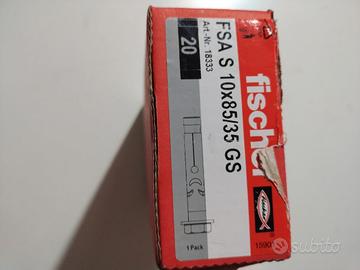 fischer
FSA S 10x85/35 GS
Art.-Nr. 18333
20
1 Pack
subito